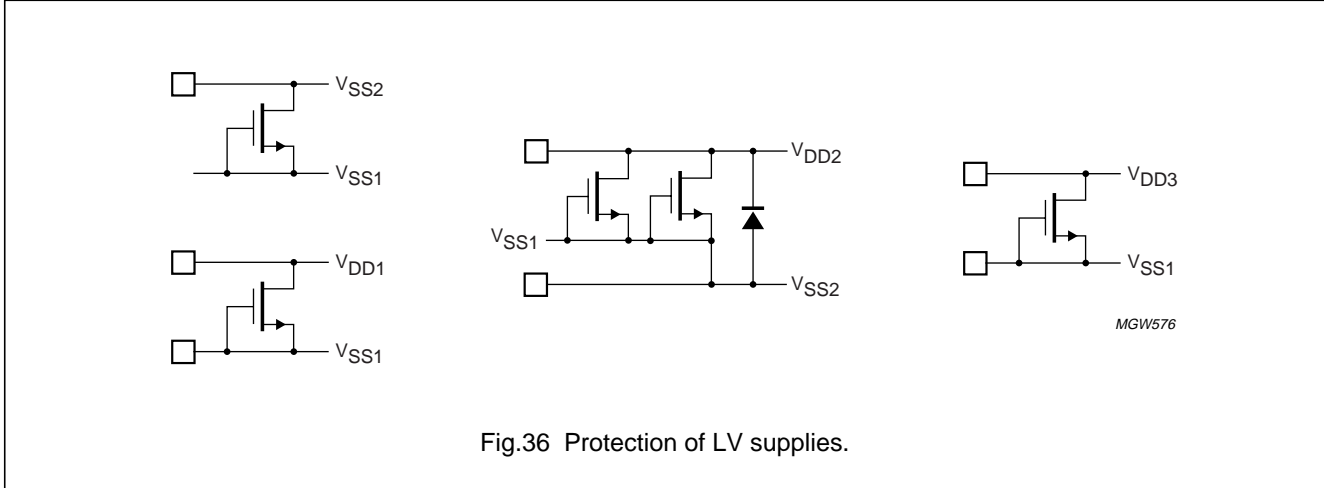 VSS2
VSS1
VDD1
VSS1
VDD2
VSS1
VSS2
VDD3
VSS1
MGW576
Fig.36 Protection of LV supplies.